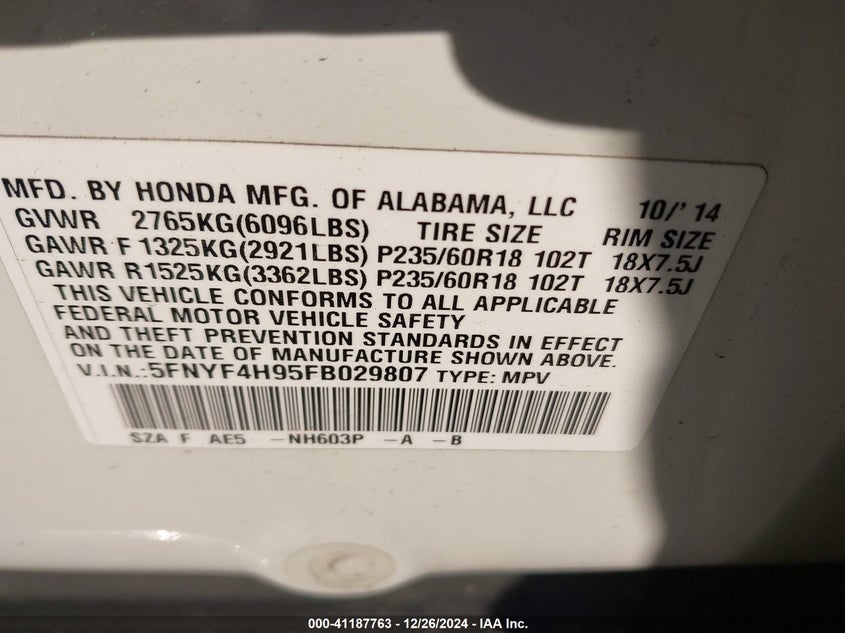 MFD. BY HONDA MFG. OF ALABAMA, LLC 10/' 14
GVWR 2765KG(6096LBS) TIRE SIZE RIM SIZE
GAWR F 1325KG(2921LBS) P235/60R18 102T 18X7.5J
GAWR R1525KG(3362LBS) P235/60R18 102T 18X7.5J
THIS VEHICLE CONFORMS TO ALL APPLICABLE
FEDERAL MOTOR VEHICLE SAFETY
AND THEFT PREVENTION STANDARDS IN EFFECT
ON THE DATE OF MANUFACTURE SHOWN ABOVE.
V.I.N.:5FNYF4H95FB029807 TYPE: MPV
SZA F AE5 -NH603P -A -B
000-41187763 - 12/26/2024 - IAA Inc.